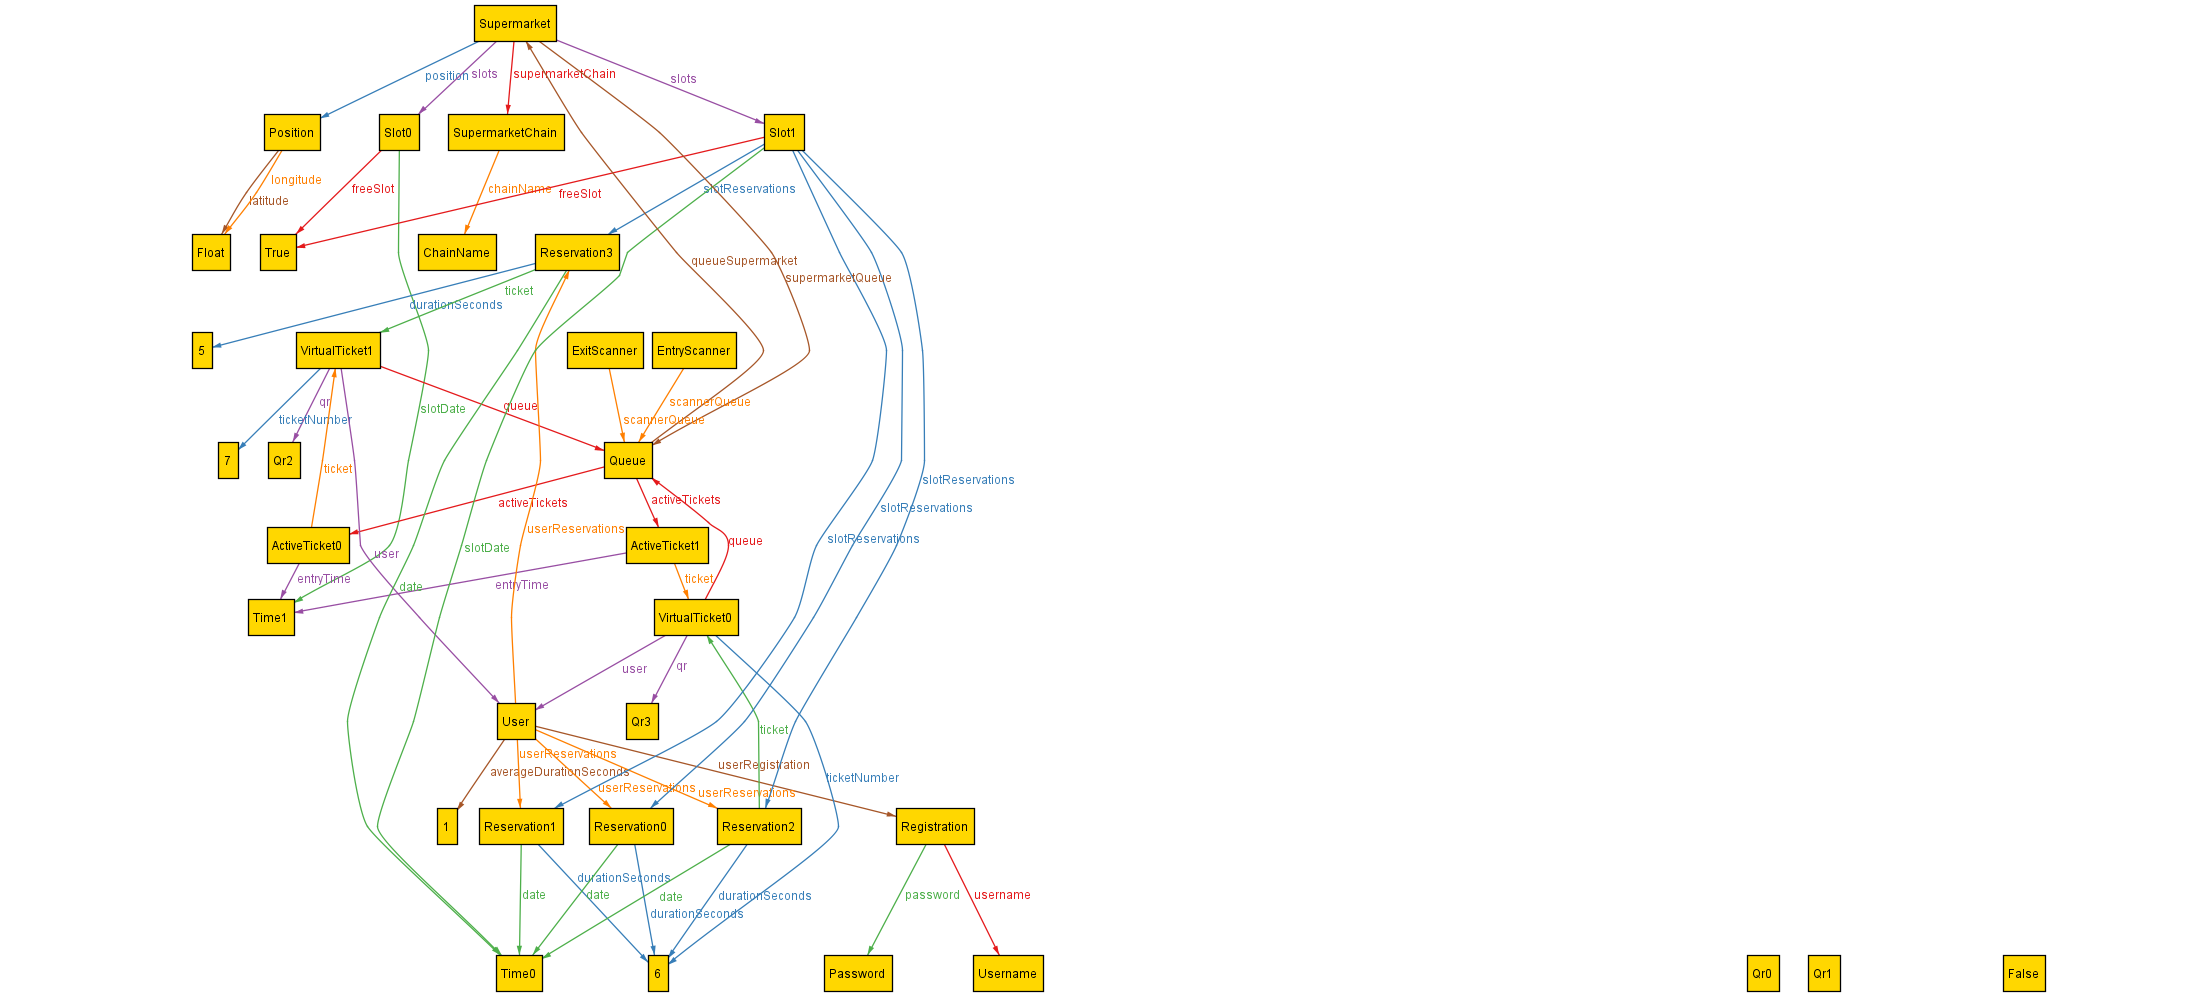 Supermarket
position
slots
supermarketChain
slots
Position
Slot0
SupermarketChain
Slot1
longitude
latitude
freeSlot
chainName
freeSlot
slotReservations
Float
True
ChainName
Reservation3
queueSupermarket
supermarketQueue
ticket
durationSeconds
5
VirtualTicket1
ExitScanner
EntryScanner
qr
ticketNumber
slotDate
queue
scannerQueue
scannerQueue
7
Qr2
Queue
ticket
activeTickets
activeTickets
slotReservations
slotReservations
slotReservations
userReservations
queue
ActiveTicket0
ActiveTicket1
user
slotDate
entryTime
date
entryTime
ticket
Time1
VirtualTicket0
user
qr
User
Qr3
ticket
userReservations
averageDurationSeconds
userReservations
userReservations
userRegistration
ticketNumber
1
Reservation1
Reservation0
Reservation2
Registration
date
durationSeconds
date
durationSeconds
date
durationSeconds
password
username
Time0
6
Password
Username
Qr0
Qr1
False